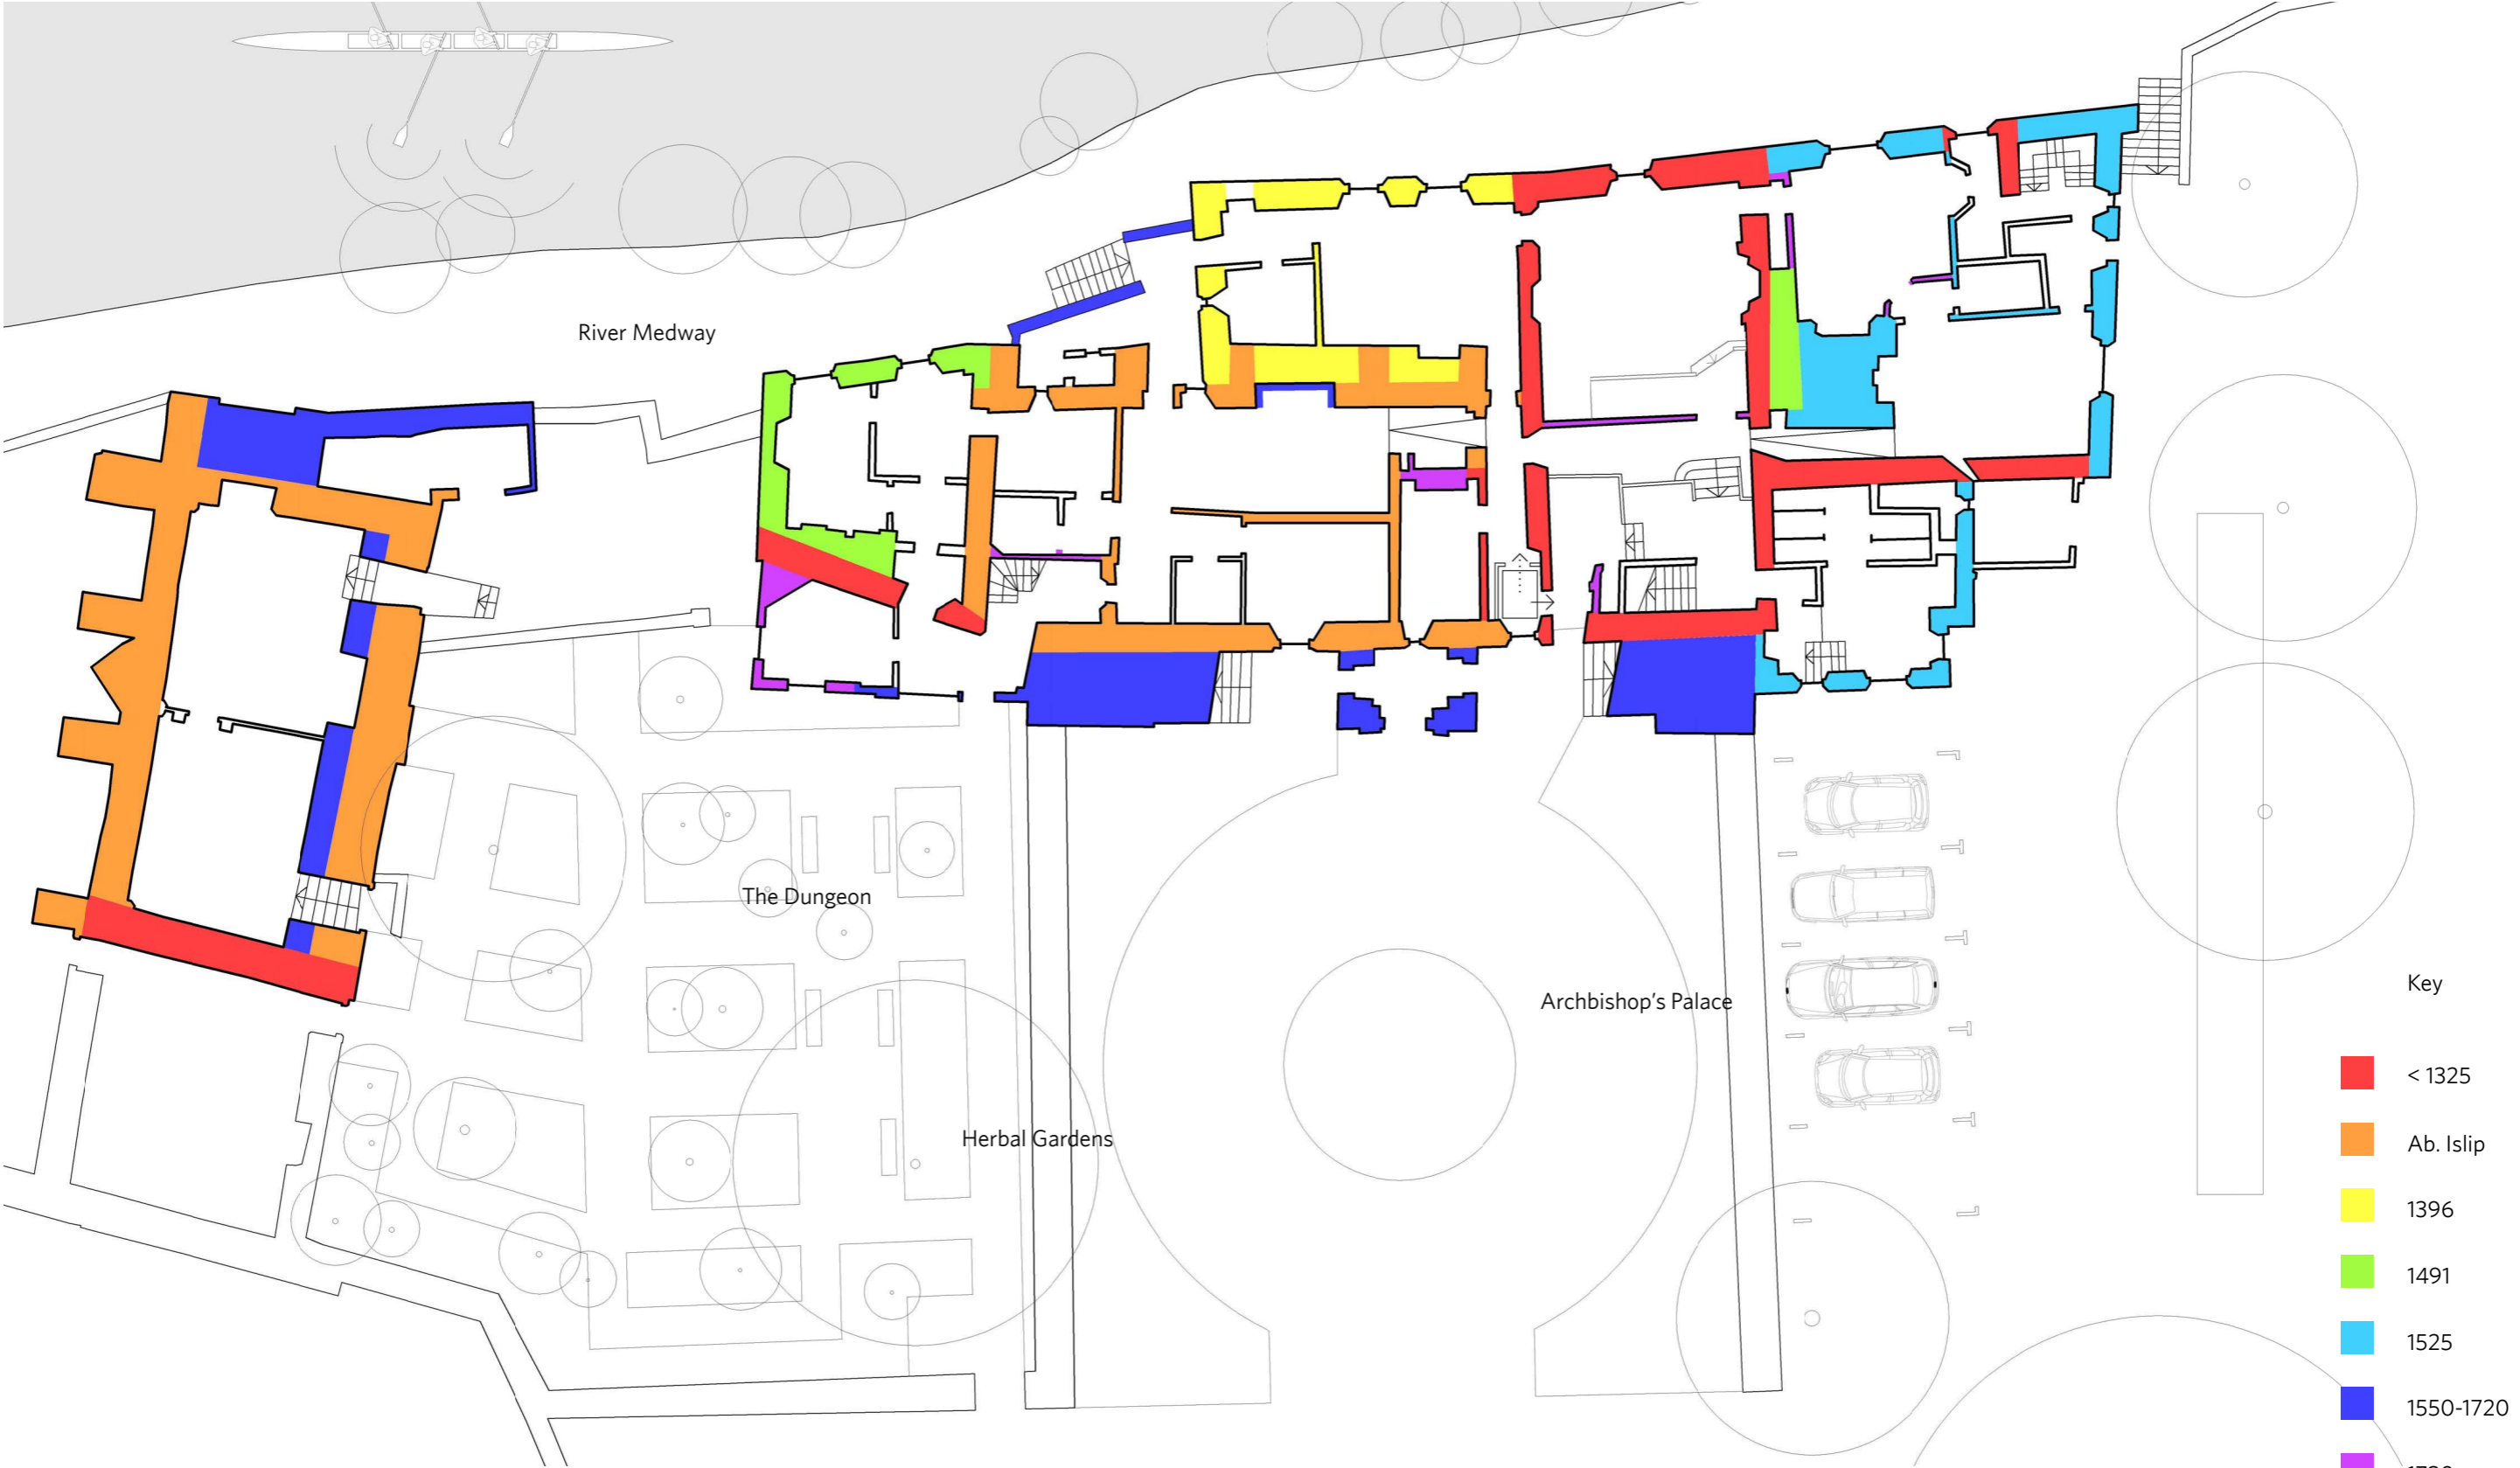 River Medway
The Dungeon
Archbishop's Palace
Herbal Gardens
Key
< 1325
Ab. Islip
1396
1491
1525
1550-1720